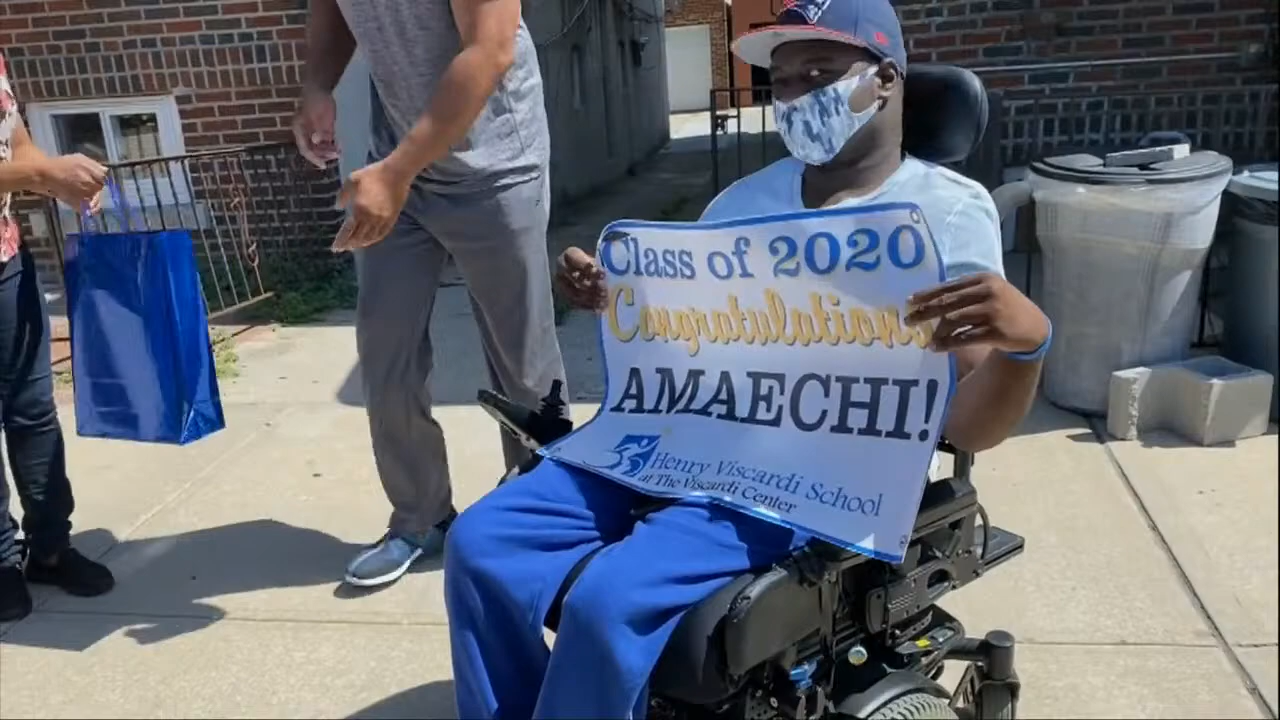 Class of 2020
Congratulations
AMAECHI!
Henry Viscardi School
at The Viscardi Center